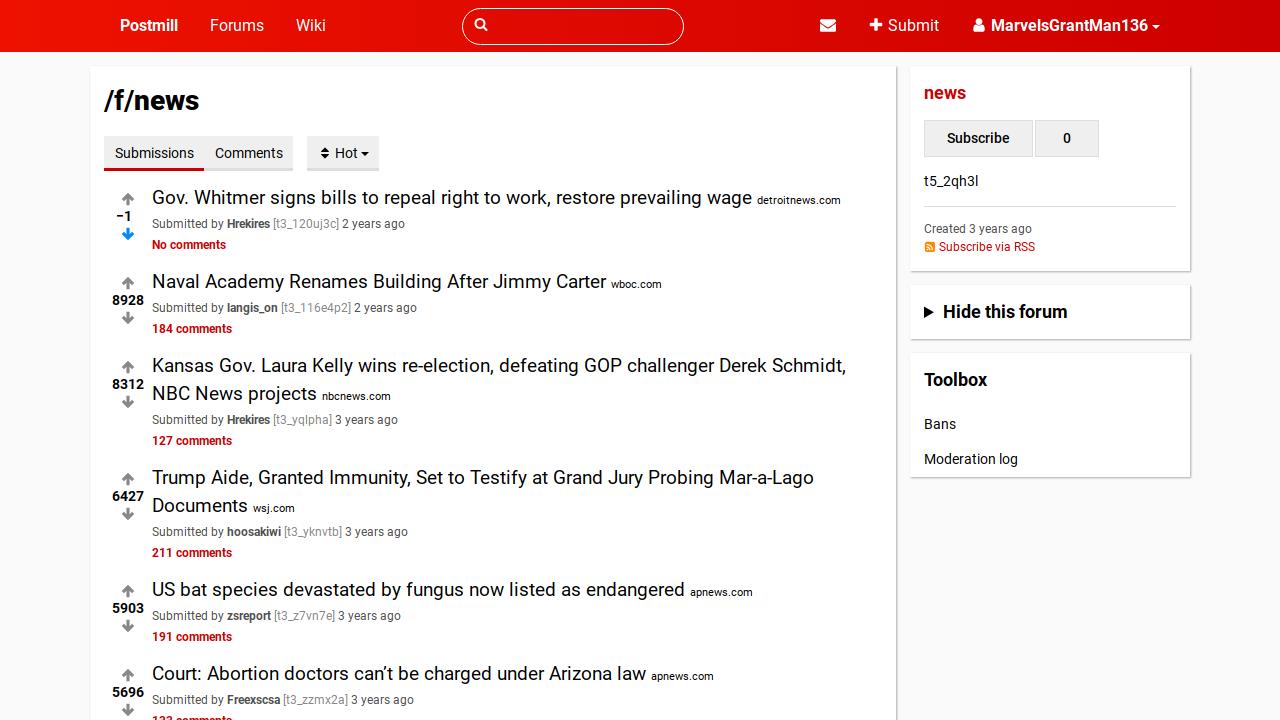 Postmill
Forums
Wiki
Submit
MarvelsGrantMan136
/f/news
Submissions
Comments
Hot
Gov. Whitmer signs bills to repeal right to work, restore prevailing wage detroitnews.com
−1
Submitted by Hrekires [t3_120uj3c] 2 years ago
No comments
Naval Academy Renames Building After Jimmy Carter wboc.com
8928
Submitted by langis_on [t3_116e4p2] 2 years ago
184 comments
Kansas Gov. Laura Kelly wins re-election, defeating GOP challenger Derek Schmidt,
NBC News projects nbcnews.com
8312
Submitted by Hrekires [t3_yqlpha] 3 years ago
127 comments
Trump Aide, Granted Immunity, Set to Testify at Grand Jury Probing Mar-a-Lago
Documents wsj.com
6427
Submitted by hoosakiwi [t3_yknvtb] 3 years ago
211 comments
US bat species devastated by fungus now listed as endangered apnews.com
5903
Submitted by zsreport [t3_z7vn7e] 3 years ago
191 comments
Court: Abortion doctors can’t be charged under Arizona law apnews.com
5696
Submitted by Freexscsa [t3_zzmx2a] 3 years ago
news
Subscribe
0
t5_2qh3l
Created 3 years ago
Subscribe via RSS
Hide this forum
Toolbox
Bans
Moderation log